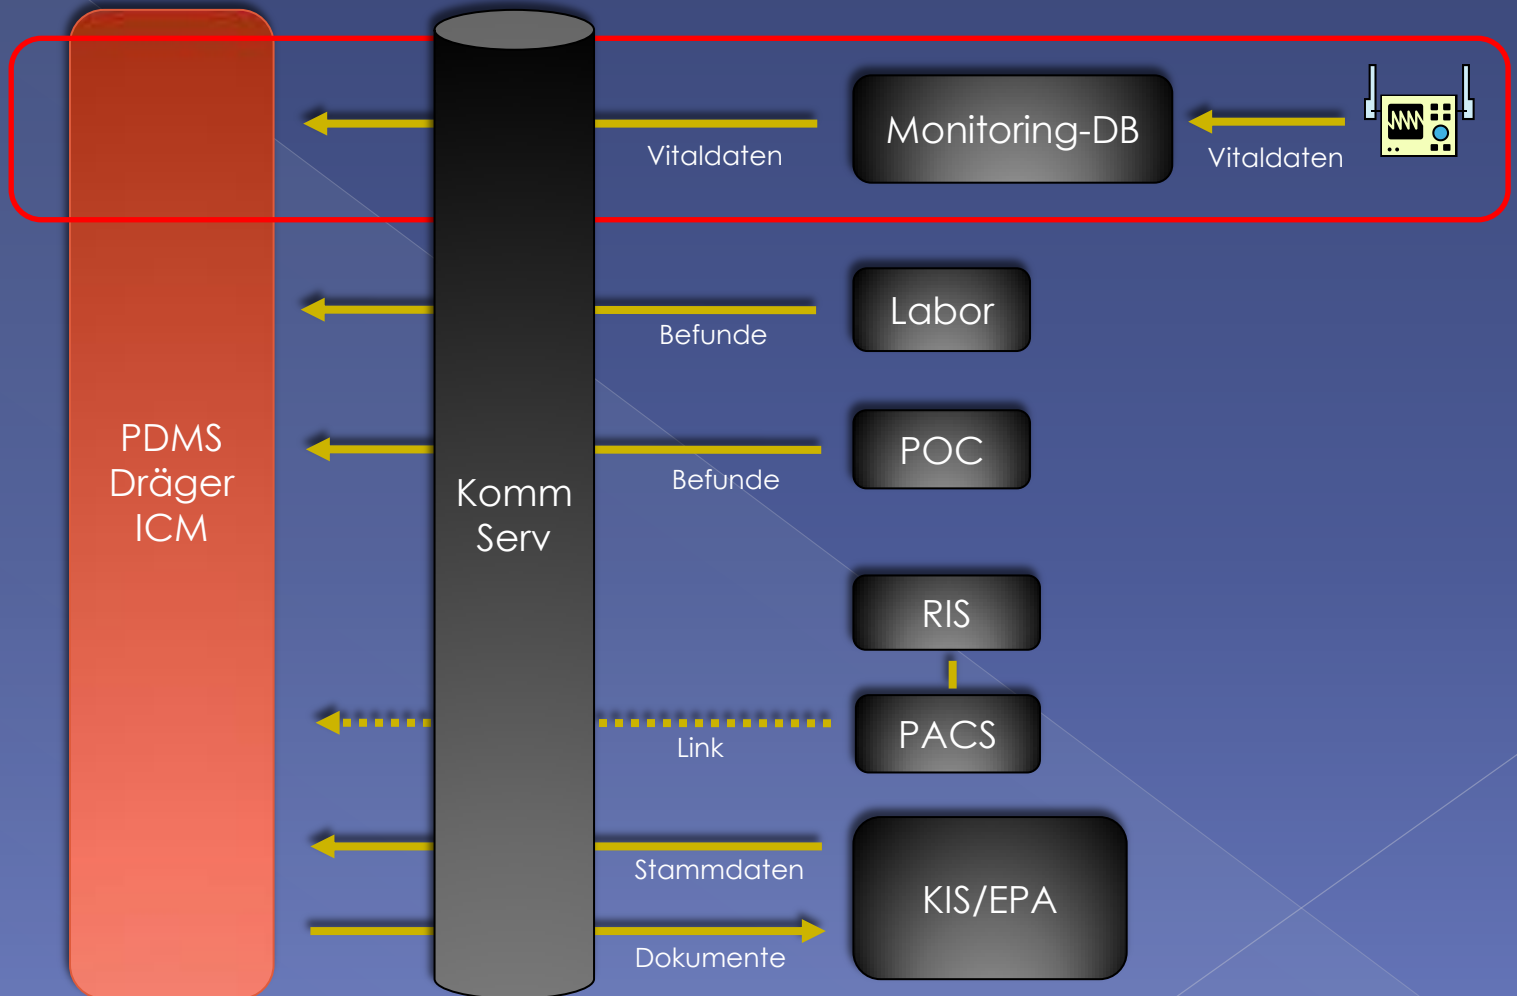 Monitoring-DB
Vitaldaten
Vitaldaten
Labor
Befunde
PDMS
Dräger
ICM
POC
Befunde
Komm
Serv
RIS
PACS
Link
Stammdaten
KIS/EPA
Dokumente